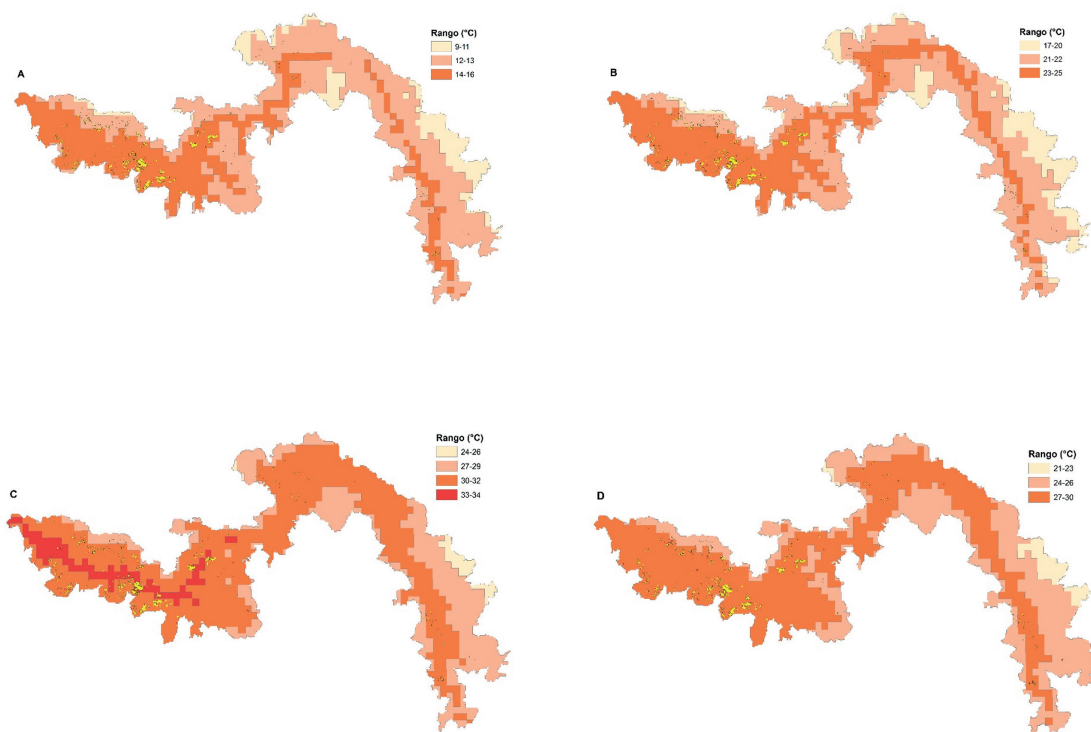 A
Rango (°C)
9-11
12-13
14-16
B
Rango (°C)
17-20
21-22
23-25
C
Rango (°C)
24-26
27-29
30-32
33-34
D
Rango (°C)
21-23
24-26
27-30